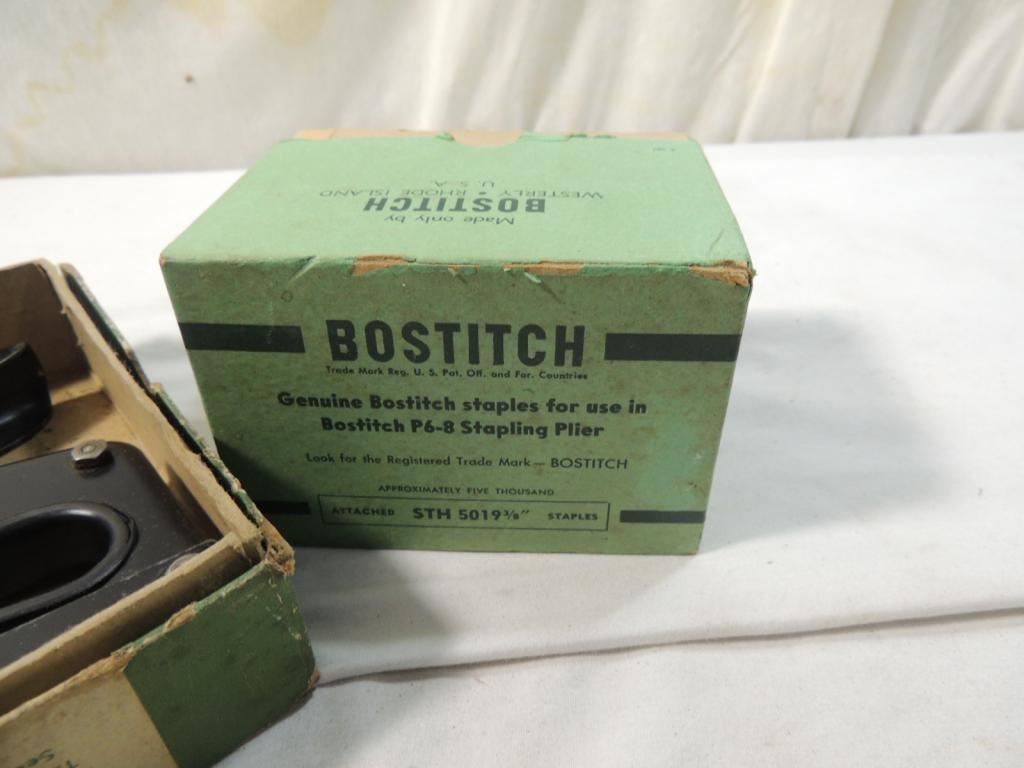 Made only by
BOSTITCH
WESTERLY • RHODE ISLAND
U. S. A.
BOSTITCH
Trade Mark Reg. U. S. Pat. Off. and For. Countries
Genuine Bostitch staples for use in
Bostitch P6-8 Stapling Plier
Look for the Registered Trade Mark — BOSTITCH
APPROXIMATELY FIVE THOUSAND
ATTACHED STH 5019 3/8" STAPLES